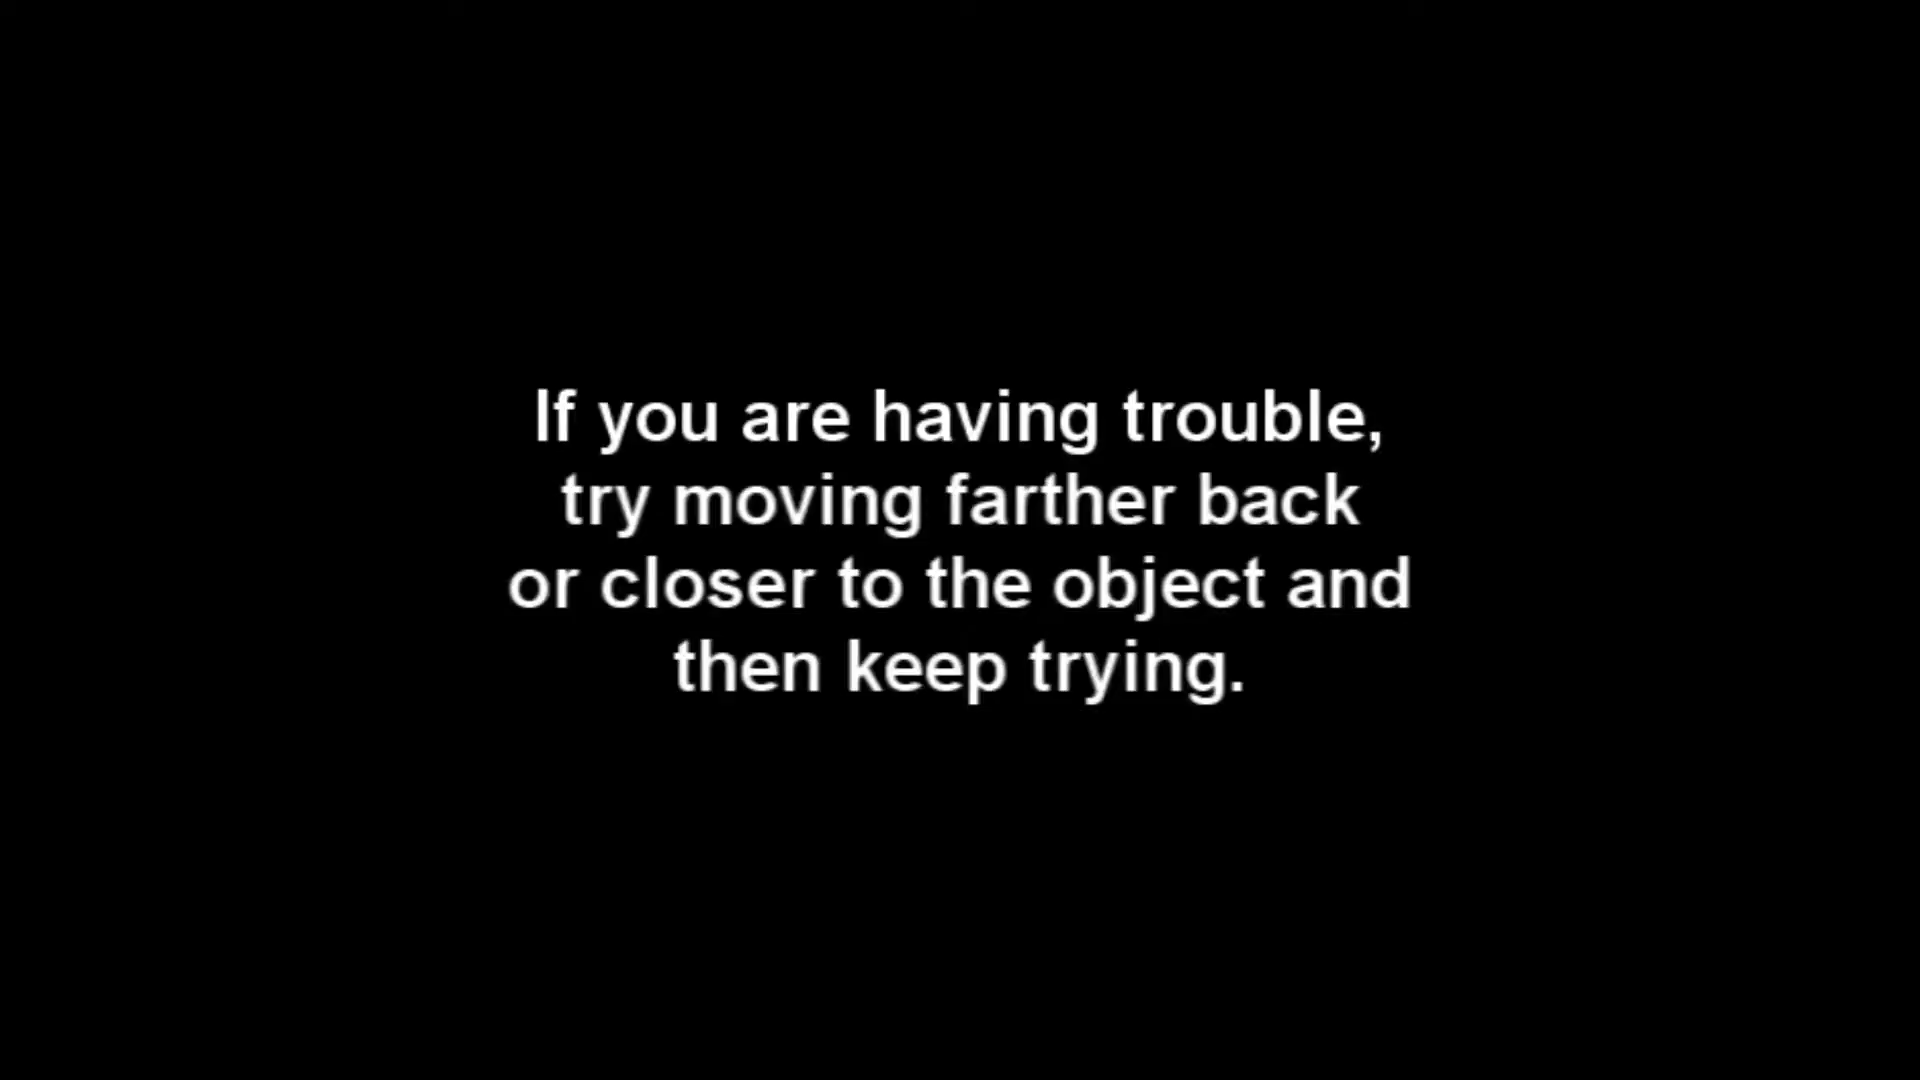 If you are having trouble,
try moving farther back
or closer to the object and
then keep trying.